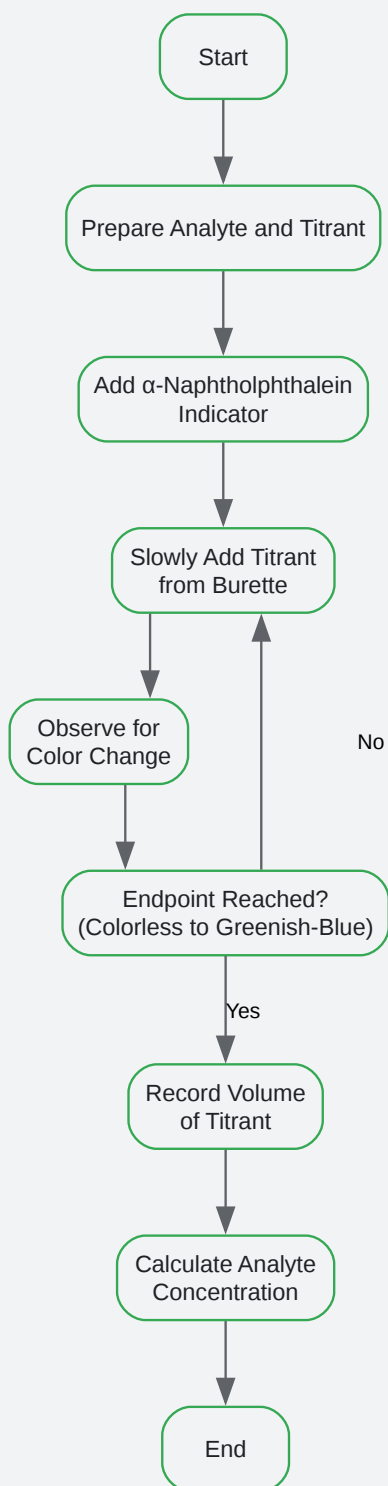 Start
Prepare Analyte and Titrant
Add α-Naphtholphthalein
Indicator
Slowly Add Titrant
from Burette
Observe for
Color Change
No
Endpoint Reached?
(Colorless to Greenish-Blue)
Yes
Record Volume
of Titrant
Calculate Analyte
Concentration
End